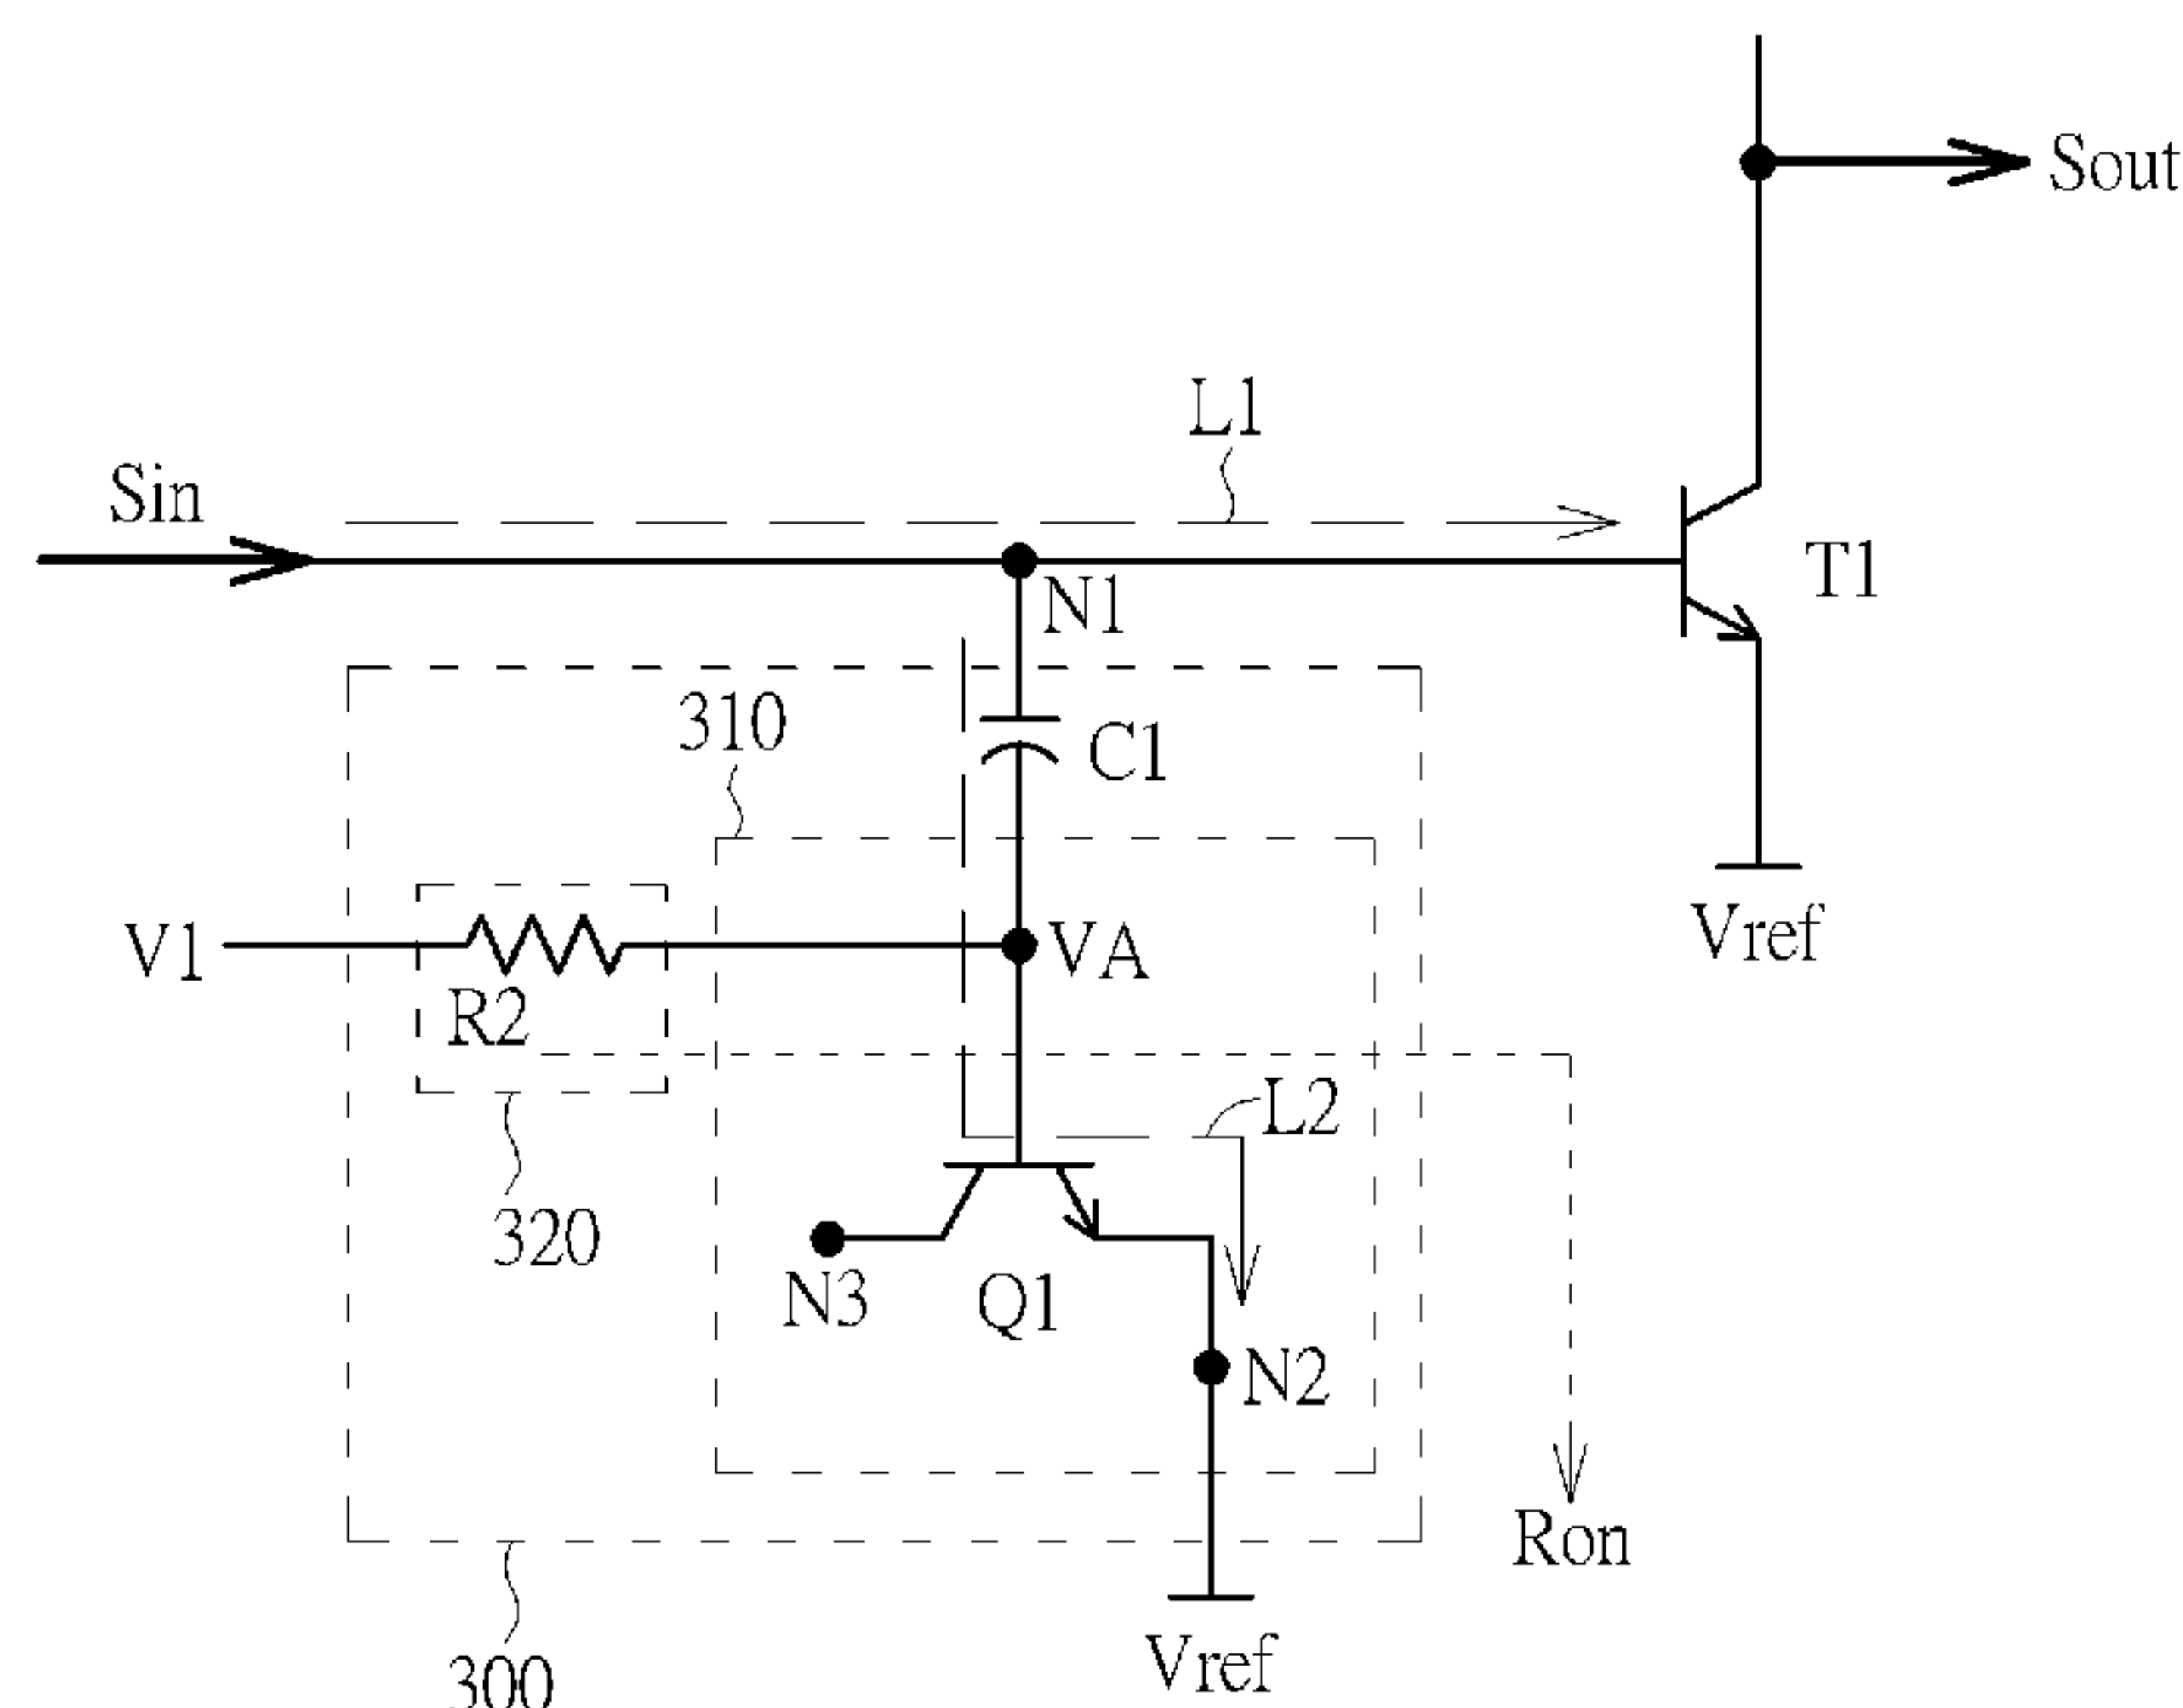 Sout
L1
Sin
T1
N1
310
C1
Vref
V1
VA
R2
L2
320
N3
Q1
N2
Ron
Vref
300